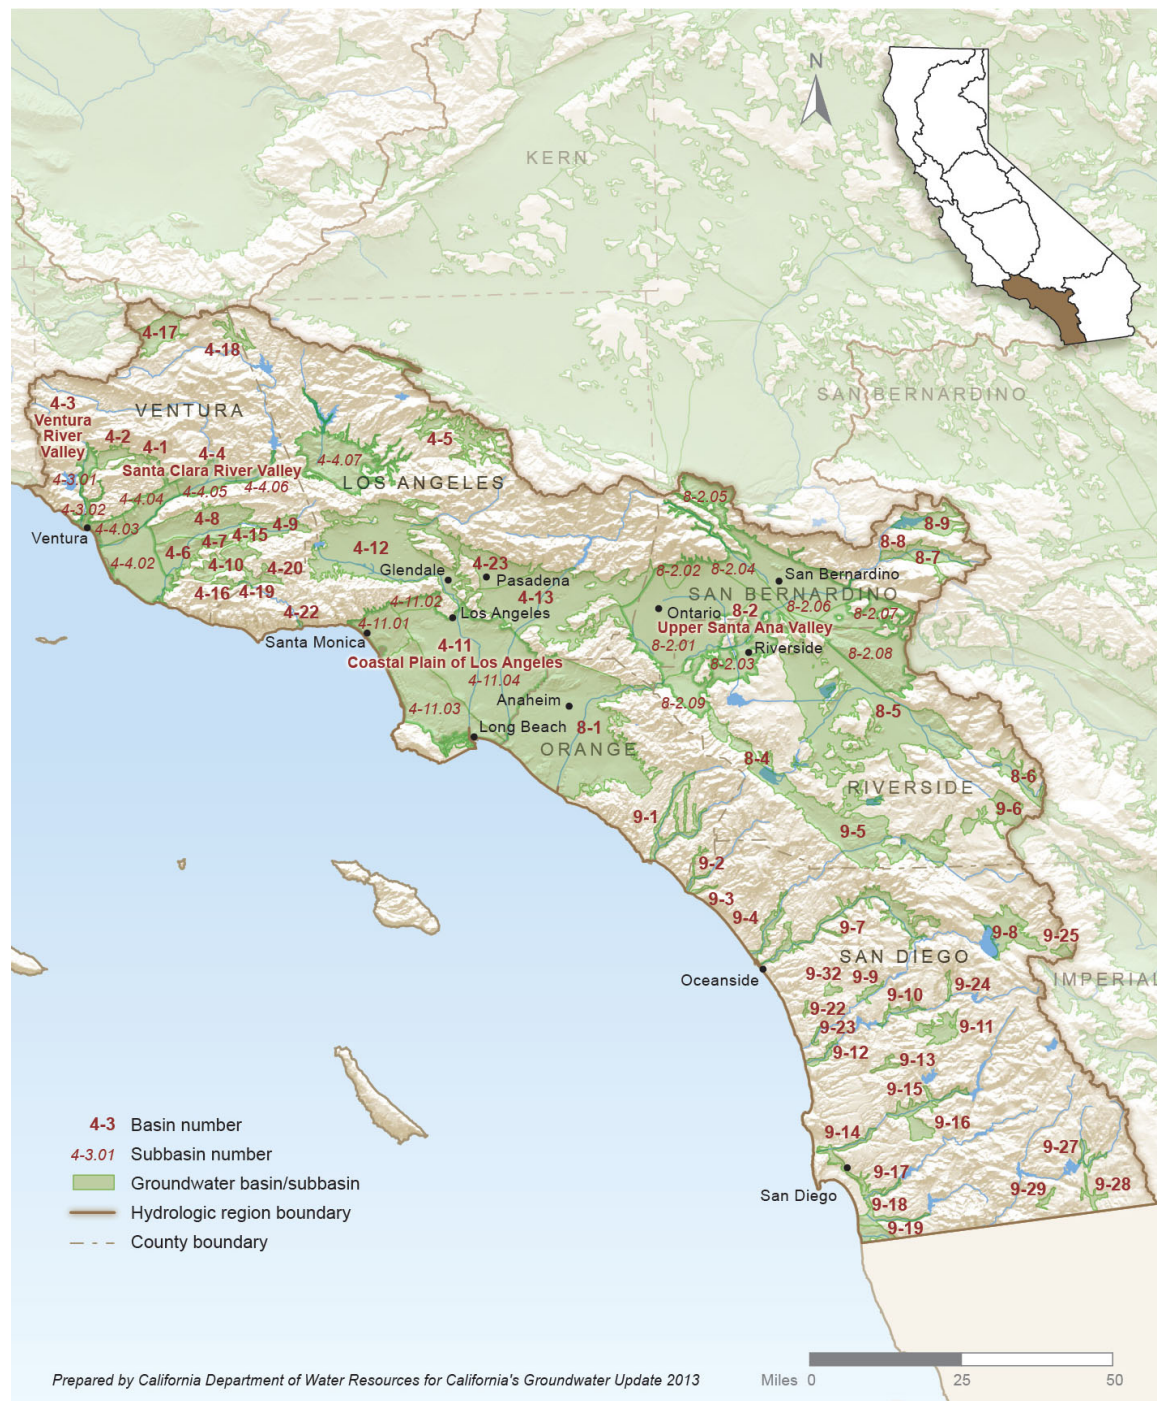 N
KERN
SAN BERNARDINO
4-17
4-18
4-3
Ventura
River
Valley
VENTURA
4-2
4-1
4-4
Santa Clara River Valley
4-5
4-4.07
LOS ANGELES
4-3.01
4-4.04
4-4.05
4-4.06
4-3.02
4-4.03
Ventura
4-8
4-9
4-7
4-15
4-6
4-4.02
4-10
4-20
4-16
4-19
4-22
4-12
Glendale
4-23
Pasadena
4-13
4-11.02
Los Angeles
4-11.01
Santa Monica
4-11
Coastal Plain of Los Angeles
4-11.04
4-11.03
Anaheim
Long Beach
8-1
ORANGE
8-2.05
8-9
8-8
8-7
8-2.02
8-2.04
San Bernardino
SAN BERNARDINO
Ontario
8-2
8-2.06
8-2.07
Upper Santa Ana Valley
8-2.01
Riverside
8-2.03
8-2.08
8-2.09
8-5
8-4
8-6
RIVERSIDE
9-6
9-1
9-5
9-2
9-3
9-4
9-7
9-8
9-25
SAN DIEGO
Oceanside
IMPERIAL
9-32
9-9
9-24
9-10
9-22
9-23
9-11
9-12
9-13
9-15
9-16
9-14
9-27
9-17
San Diego
9-29
9-28
9-18
9-19
4-3 Basin number
4-3.01 Subbasin number
Groundwater basin/subbasin
Hydrologic region boundary
County boundary
Prepared by California Department of Water Resources for California's Groundwater Update 2013
Miles 0 25 50